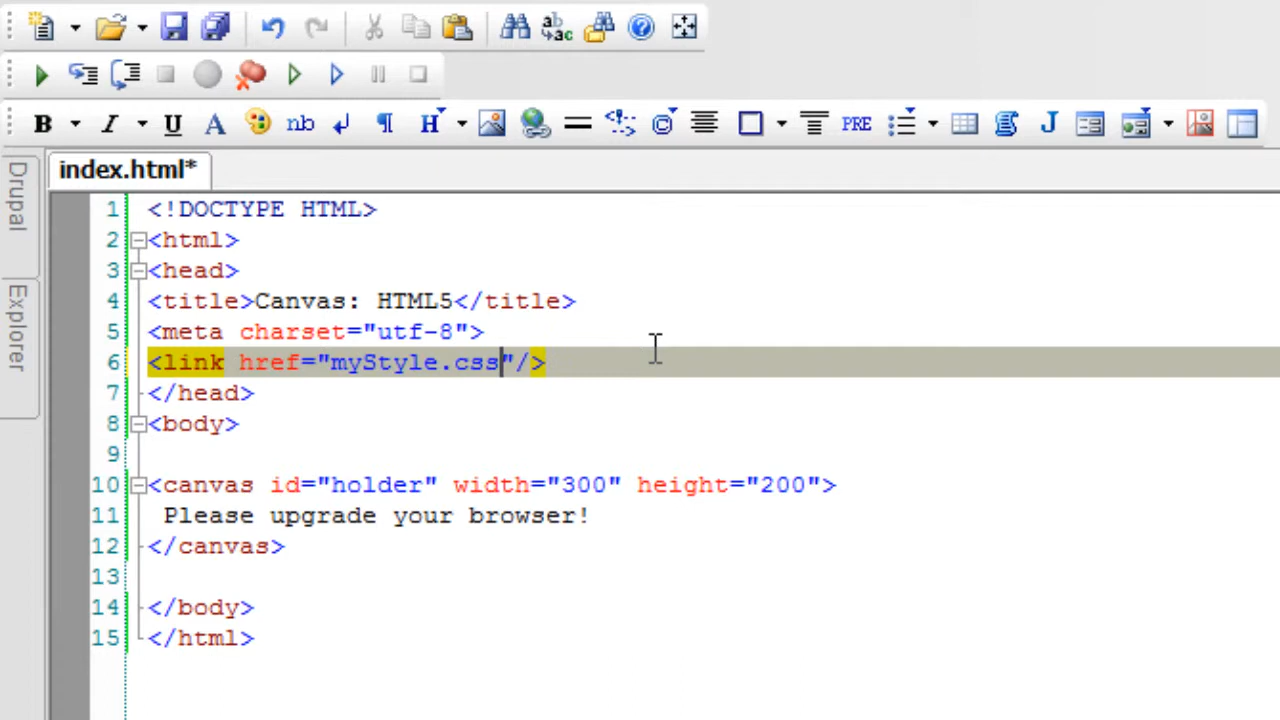 B I U A nb H PRE J
index.html*
Drupal
Explorer
1 <!DOCTYPE HTML>
2 <html>
3 <head>
4 <title>Canvas: HTML5</title>
5 <meta charset="utf-8">
6 <link href="myStyle.css"/>
7 </head>
8 <body>
9
10 <canvas id="holder" width="300" height="200">
11 Please upgrade your browser!
12 </canvas>
13
14 </body>
15 </html>